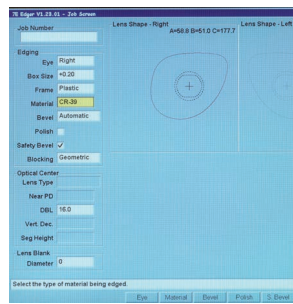 7E Edger V1.23.01 - Job Screen
Job Number
Lens Shape - Right
A=58.8 B=51.0 C=177.7
Lens Shape - Left
Edging
Eye Right
Box Size +0.20
Frame Plastic
Material CR-39
Bevel Automatic
Polish
Safety Bevel
Blocking Geometric
Optical Center
Lens Type
Near PD
DBL 16.0
Vert. Dec.
Seg Height
Lens Blank
Diameter 0
Select the type of material being edged.
Eye Material Bevel Polish S. Bevel